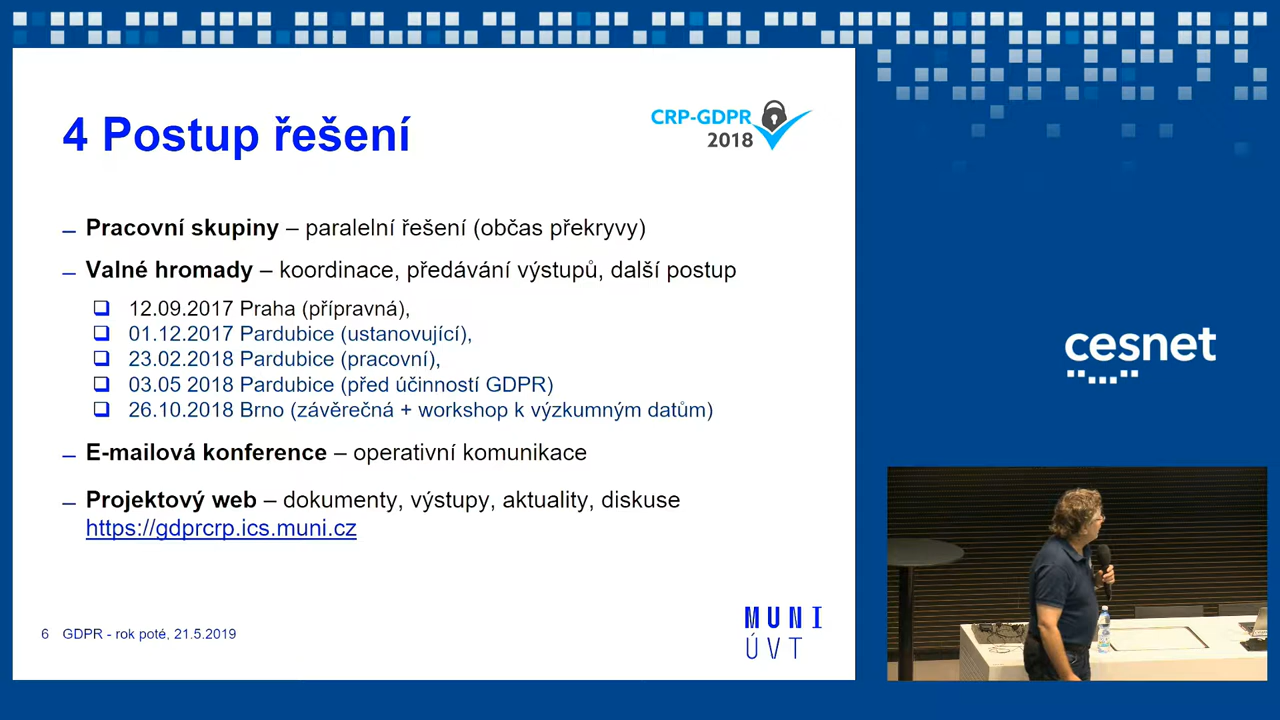 4 Postup řešení
CRP-GDPR
2018
– Pracovní skupiny – paralelní řešení (občas překryvy)
– Valné hromady – koordinace, předávání výstupů, další postup
❑ 12.09.2017 Praha (přípravná),
❑ 01.12.2017 Pardubice (ustanovující),
❑ 23.02.2018 Pardubice (pracovní),
❑ 03.05 2018 Pardubice (před účinností GDPR)
❑ 26.10.2018 Brno (závěrečná + workshop k výzkumným datům)
– E-mailová konference – operativní komunikace
– Projektový web – dokumenty, výstupy, aktuality, diskuse
https://gdprcrp.ics.muni.cz
6 GDPR - rok poté, 21.5.2019
MUNI
ÚVT
cesnet